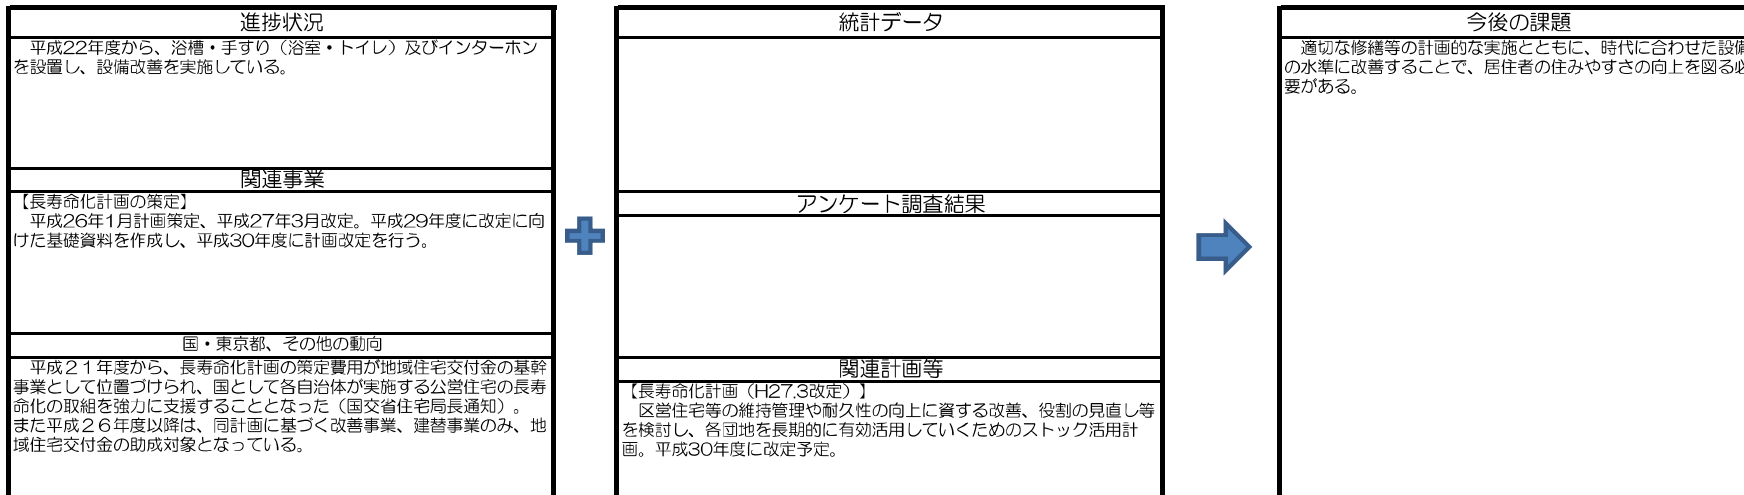 進捗状況
平成22年度から、浴槽・手すり（浴室・トイレ）及びインターホン
を設置し、設備改善を実施している。
関連事業
【長寿命化計画の策定】
平成26年1月計画策定、平成27年3月改定。平成29年度に改定に向
けた基礎資料を作成し、平成30年度に計画改定を行う。
国・東京都、その他の動向
平成２１年度から、長寿命化計画の策定費用が地域住宅交付金の基幹
事業として位置づけられ、国として各自治体が実施する公営住宅の長寿
命化の取組を強力に支援することとなった（国交省住宅局長通知）。
また平成２６年度以降は、同計画に基づく改善事業、建替事業のみ、地
域住宅交付金の助成対象となっている。
統計データ
アンケート調査結果
関連計画等
【長寿命化計画（H27.3改定）】
区営住宅等の維持管理や耐久性の向上に資する改善、役割の見直し等
を検討し、各団地を長期的に有効活用していくためのストック活用計
画。平成30年度に改定予定。
今後の課題
適切な修繕等の計画的な実施とともに、時代に合わせた設備
の水準に改善することで、居住者の住みやすさの向上を図る必
要がある。